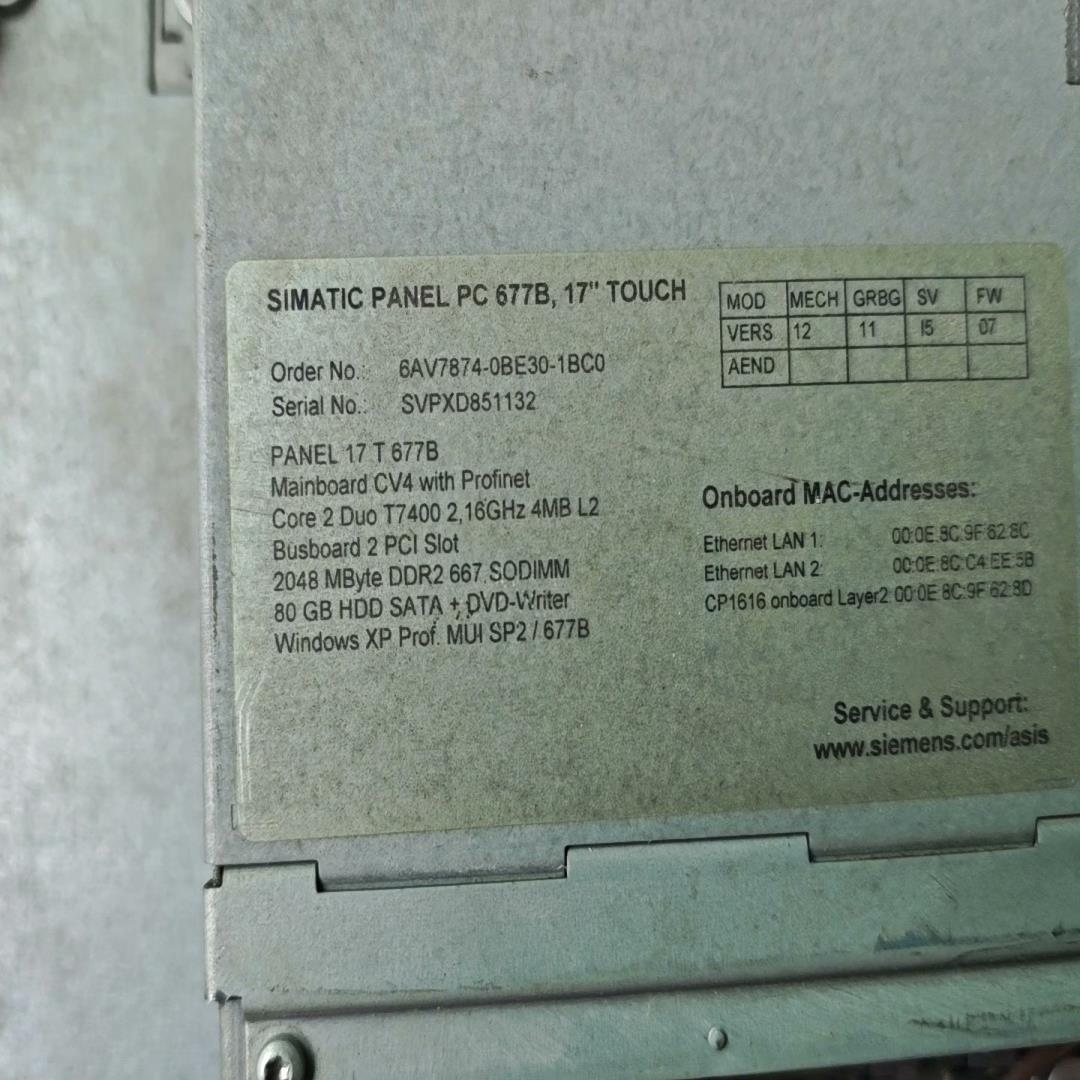 SIMATIC PANEL PC 677B, 17" TOUCH
MOD MECH GRBG SV FW
VERS 12 11 I5 07
AEND
Order No.: 6AV7874-0BE30-1BC0
Serial No.: SVPXD851132
PANEL 17 T 677B
Mainboard CV4 with Profinet
Core 2 Duo T7400 2,16GHz 4MB L2
Busboard 2 PCI Slot
2048 MByte DDR2 667 SODIMM
80 GB HDD SATA + DVD-Writer
Windows XP Prof. MUI SP2 / 677B
Onboard MAC-Addresses:
Ethernet LAN 1: 00:0E:8C:9F:62:8C
Ethernet LAN 2: 00:0E:8C:C4:EE:5B
CP1616 onboard Layer2: 00:0E:8C:9F:62:8D
Service & Support:
www.siemens.com/asis